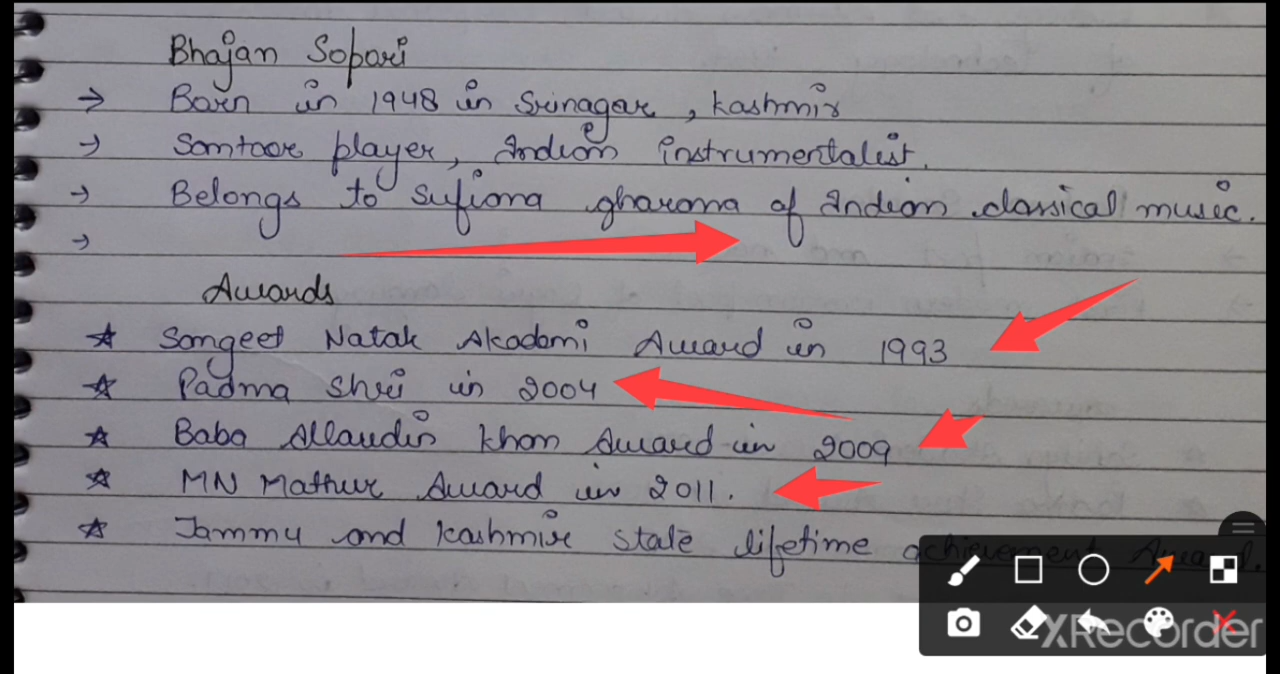 Bhajan Sopori
→ Born in 1948 in Srinagar, Kashmir
→ Santoor player, Indian instrumentalist.
→ Belongs to Sufiana gharana of Indian classical music.
→
Awards
☆ Sangeet Natak Akademi Award in 1993
☆ Padma Shri in 2004
☆ Baba Allaudin Khan Award in 2009
☆ MN Mathur Award in 2011.
☆ Jammu and Kashmir State lifetime achievement Award.
XRecorder